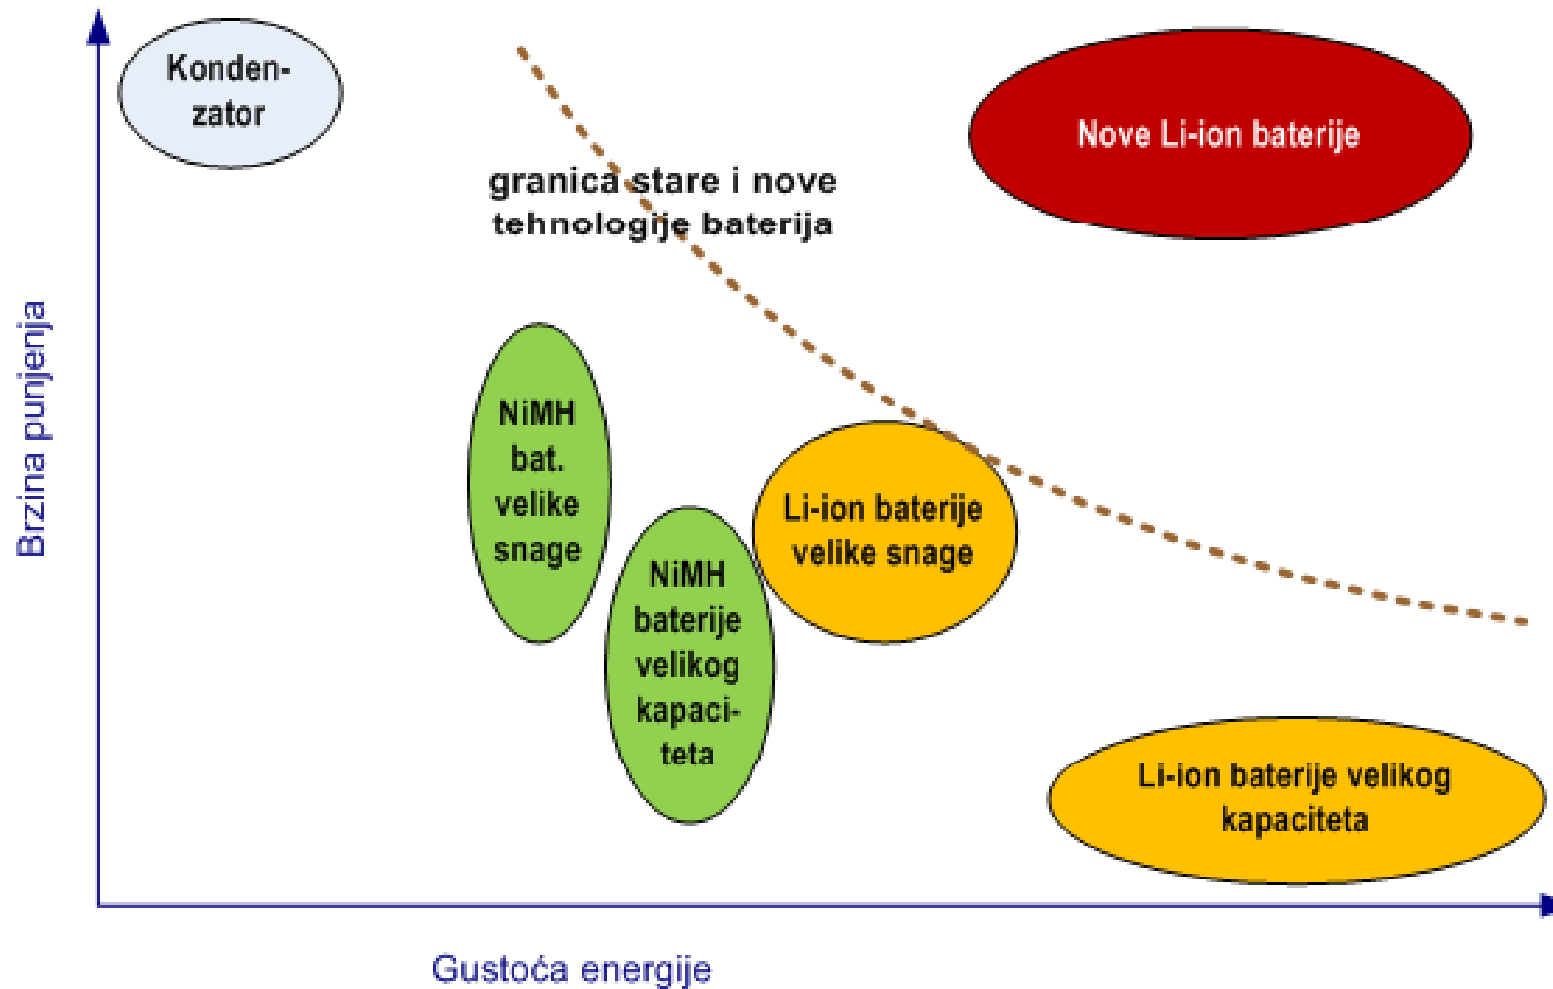 Konden-
zator
Nove Li-ion baterije
granica stare i nove
tehnologije baterija
Brzina punjenja
NiMH
bat.
velike
snage
Li-ion baterije
velike snage
NiMH
baterije
velikog
kapaci-
teta
Li-ion baterije velikog
kapaciteta
Gustoća energije